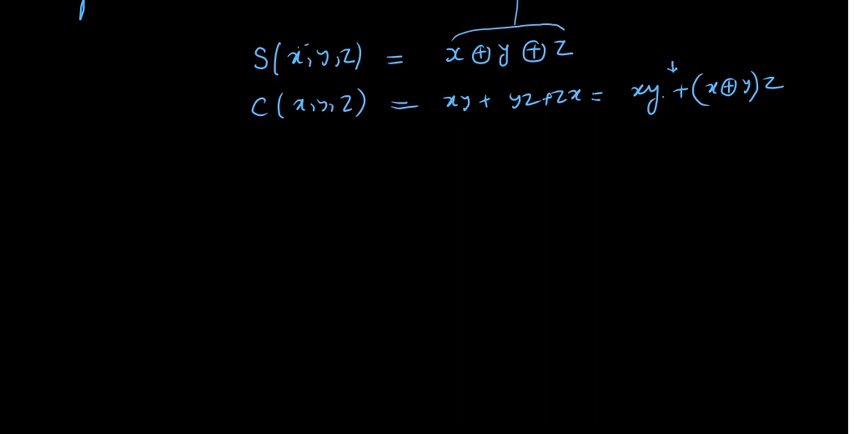 S(x,y,z) = x ⊕ y ⊕ z
C(x,y,z) = xy + yz + zx = xy + (x ⊕ y) z